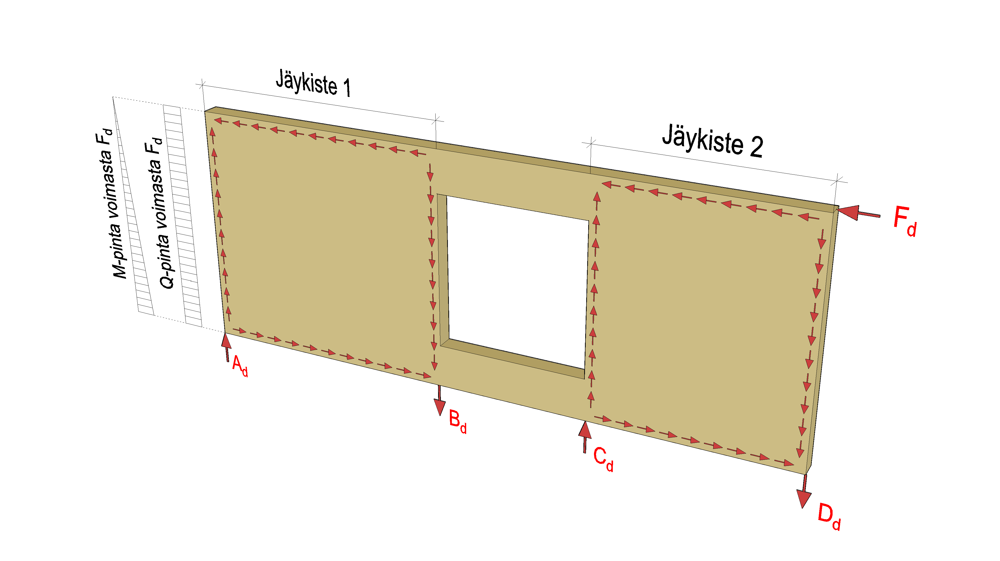 Jäykiste 1
Jäykiste 2
M-pinta voimasta Fd
Q-pinta voimasta Fd
Fd
Ad
Bd
Cd
Dd